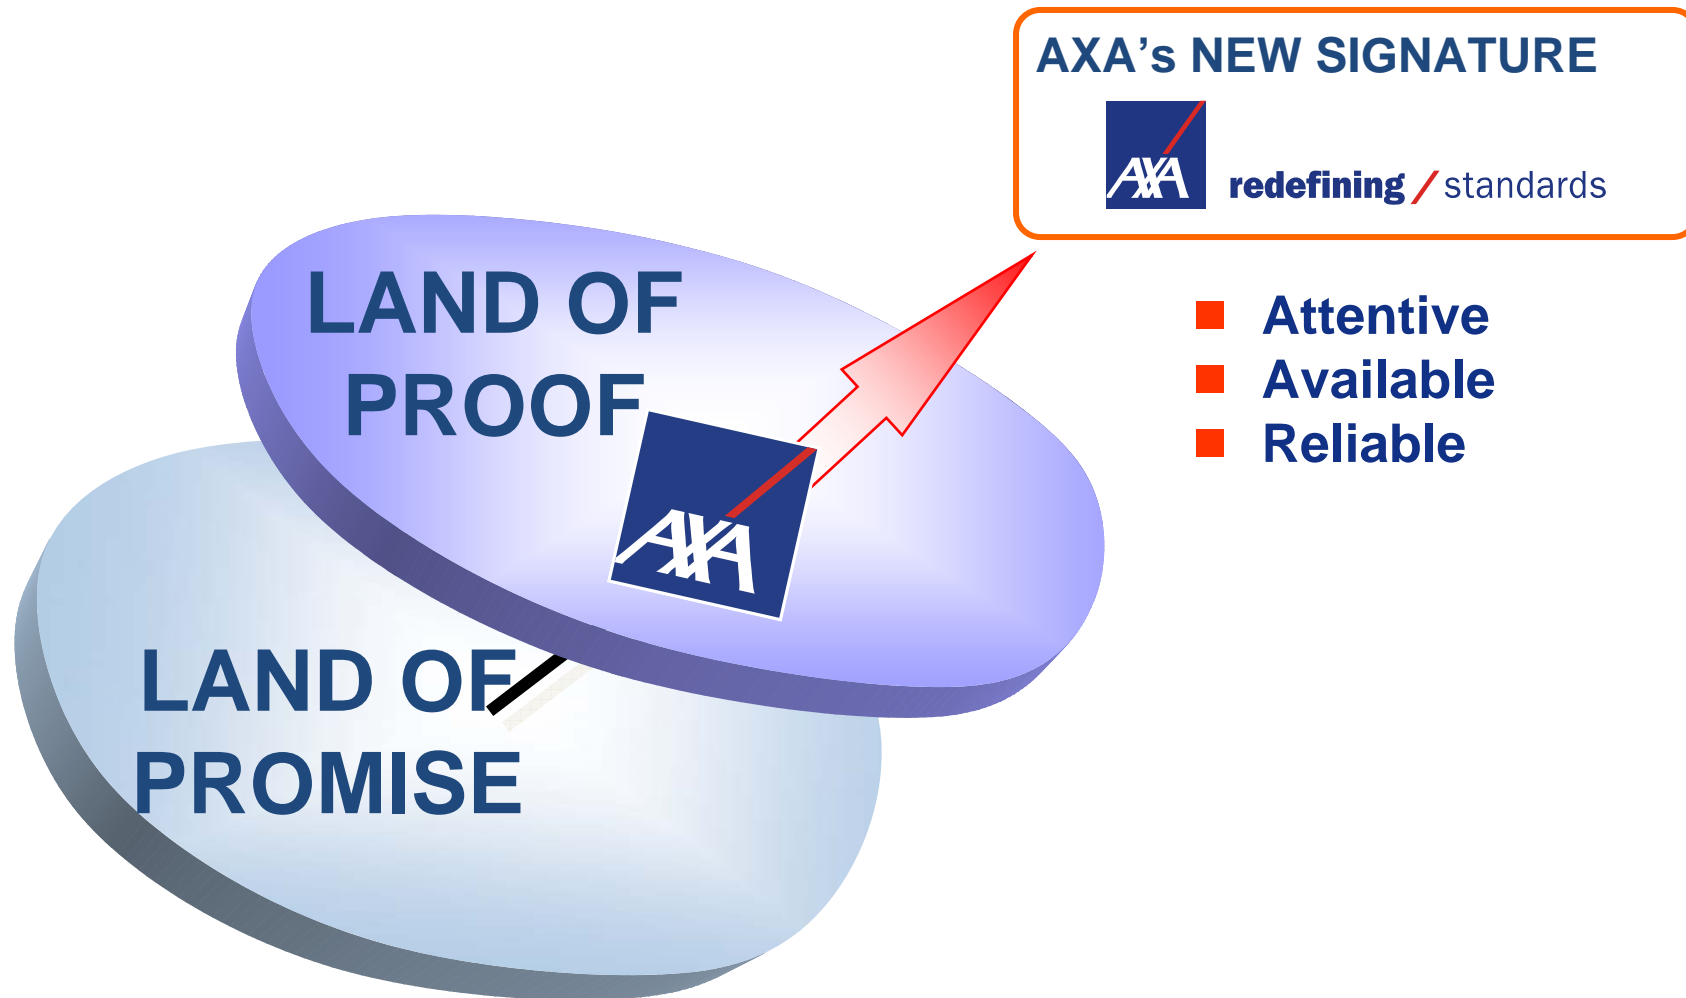 AXA's NEW SIGNATURE
AXA
redefining / standards
Attentive
Available
Reliable
LAND OF
PROOF
AXA
LAND OF
PROMISE